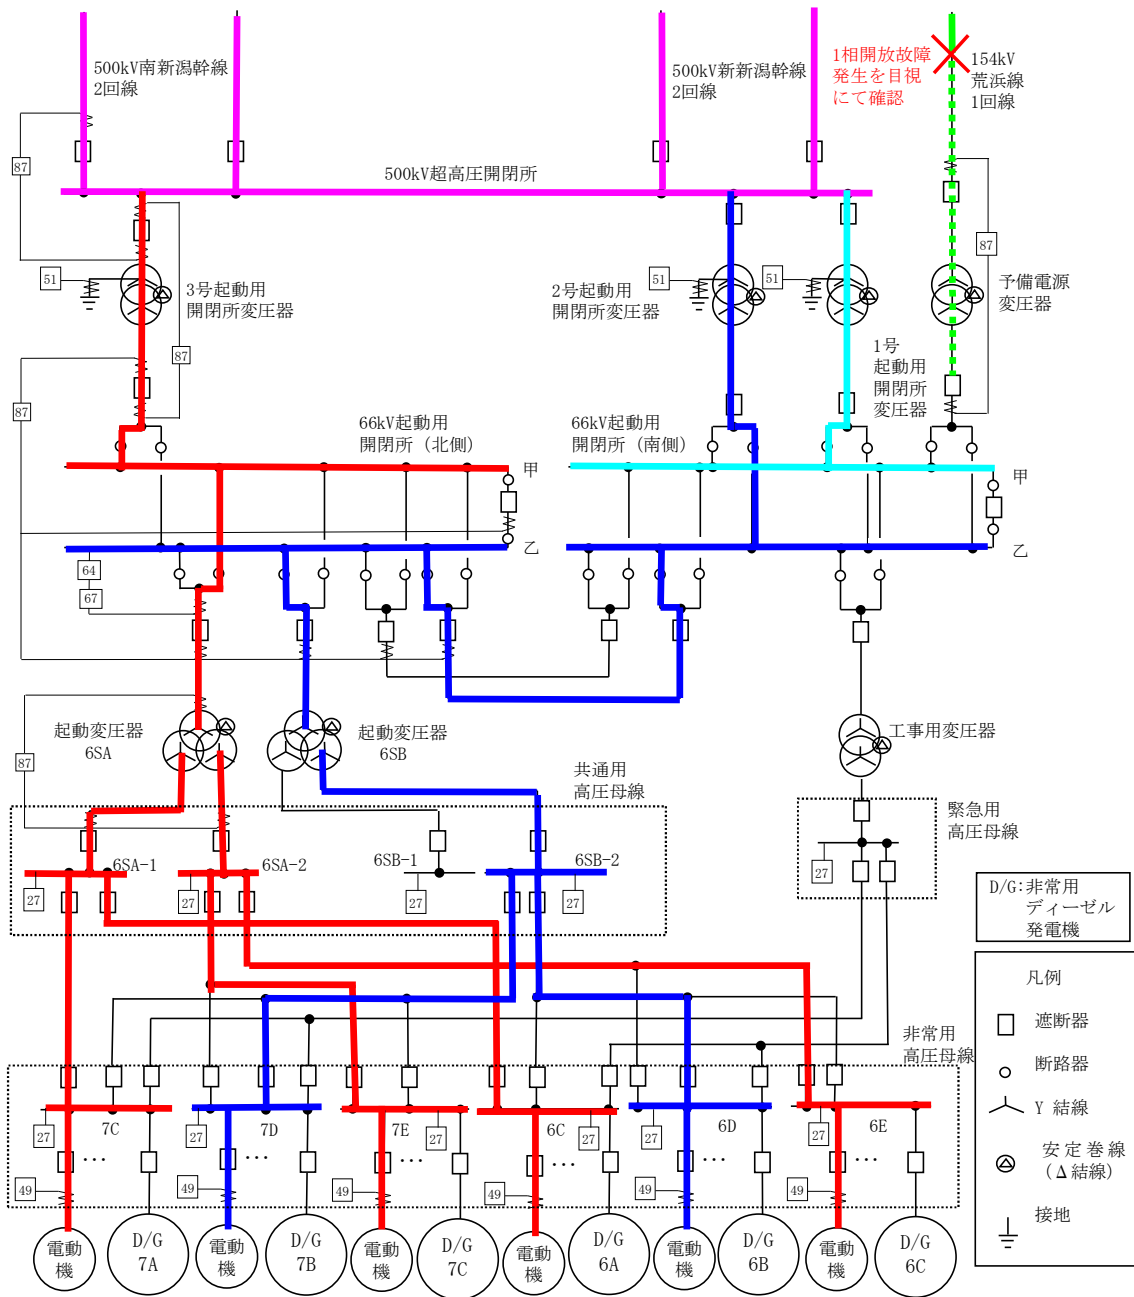 500kV南新潟幹線
2回線
500kV新新潟幹線
2回線
1相開放故障
発生を目視
にて確認
154kV
荒浜線
1回線
87
500kV超高圧開閉所
87
51
3号起動用
開閉所変圧器
51
2号起動用
開閉所変圧器
51
予備電源
変圧器
87
87
1号
起動用
開閉所
変圧器
66kV起動用
開閉所（北側）
66kV起動用
開閉所（南側）
甲
甲
乙
乙
64
67
起動変圧器
6SA
起動変圧器
6SB
工事用変圧器
87
共通用
高圧母線
緊急用
高圧母線
6SA-1
6SA-2
6SB-1
6SB-2
27
27
27
27
27
D/G:非常用
ディーゼル
発電機
凡例
遮断器
断路器
Y 結線
安定巻線
（Δ結線）
接地
非常用
高圧母線
7C
7D
7E
6C
6D
6E
27
27
27
27
27
27
･･･
･･･
･･･
･･･
･･･
･･･
49
49
49
49
49
49
電動
機
D/G
7A
電動
機
D/G
7B
電動
機
D/G
7C
電動
機
D/G
6A
電動
機
D/G
6B
電動
機
D/G
6C